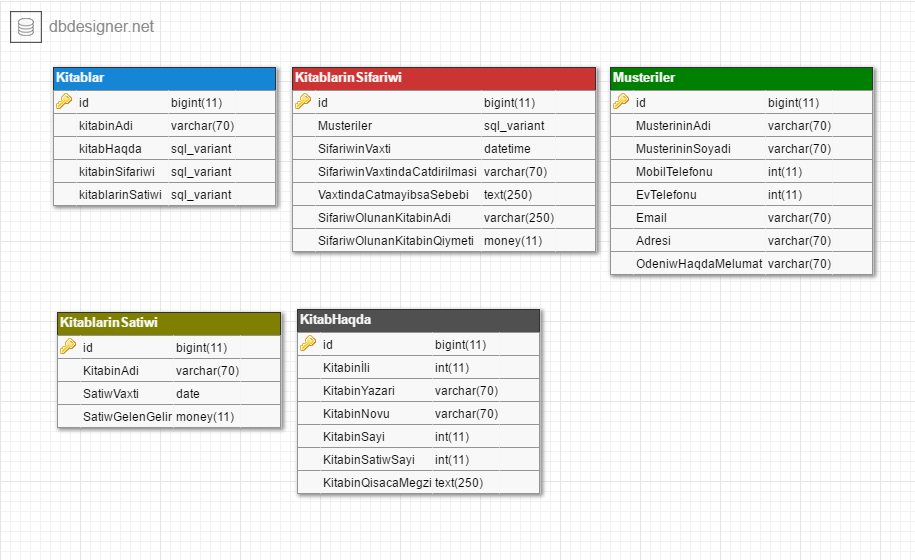 dbdesigner.net
Kitablar
id bigint(11)
kitabinAdi varchar(70)
kitabHaqda sql_variant
kitabinSifariwi sql_variant
kitablarinSatiwi sql_variant
KitablarinSifariwi
id bigint(11)
Musteriler sql_variant
SifariwinVaxti datetime
SifariwinVaxtindaCatdirilmasi varchar(70)
VaxtindaCatmayibsaSebebi text(250)
SifariwOlunanKitabinAdi varchar(250)
SifariwOlunanKitabinQiymeti money(11)
Musteriler
id bigint(11)
MusterininAdi varchar(70)
MusterininSoyadi varchar(70)
MobilTelefonu int(11)
EvTelefonu int(11)
Email varchar(70)
Adresi varchar(70)
OdeniwHaqdaMelumat varchar(70)
KitablarinSatiwi
id bigint(11)
KitabinAdi varchar(70)
SatiwVaxti date
SatiwGelenGelir money(11)
KitabHaqda
id bigint(11)
Kitabinİli int(11)
KitabinYazari varchar(70)
KitabinNovu varchar(70)
KitabinSayi int(11)
KitabinSatiwSayi int(11)
KitabinQisacaMegzi text(250)